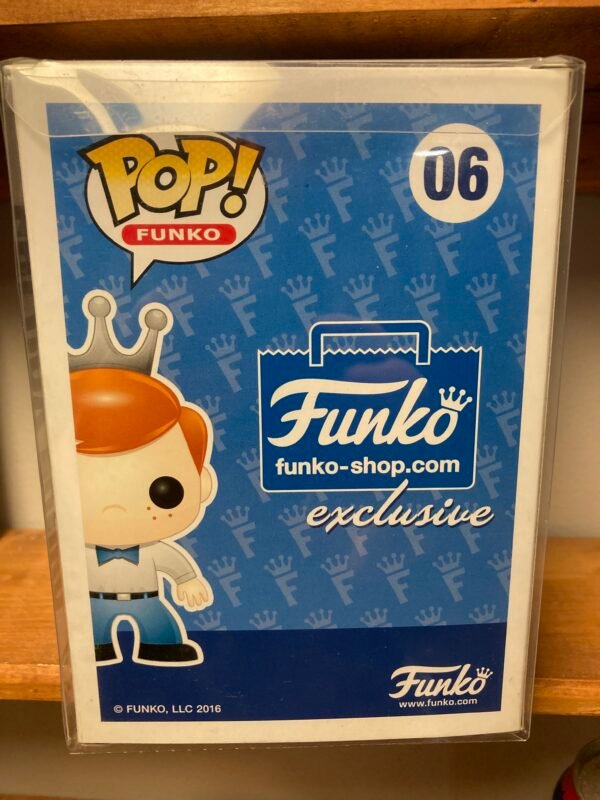 POP!
FUNKO
06
Funko
funko-shop.com
exclusive
© FUNKO, LLC 2016
Funko
www.funko.com